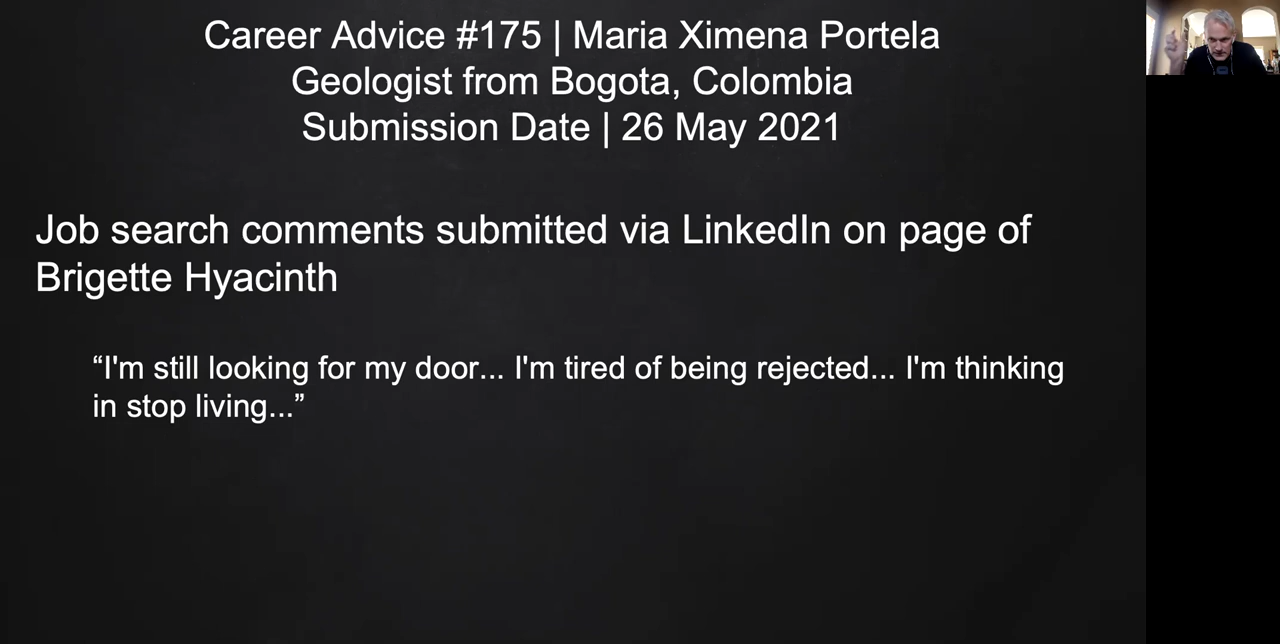 Career Advice #175 | Maria Ximena Portela
Geologist from Bogota, Colombia
Submission Date | 26 May 2021
Job search comments submitted via LinkedIn on page of
Brigette Hyacinth
“I'm still looking for my door... I'm tired of being rejected... I'm thinking
in stop living...”